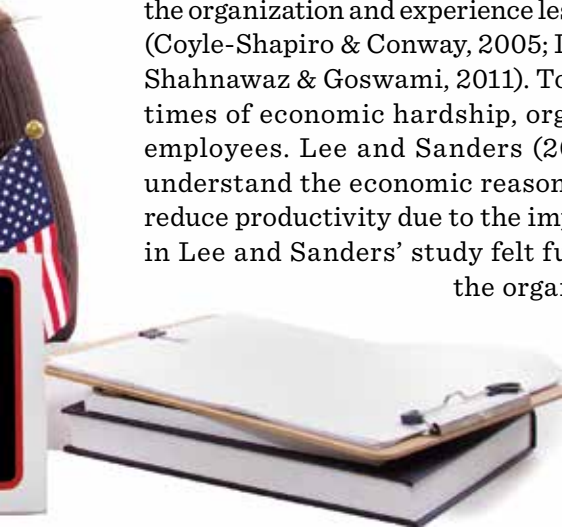 the organization and experience les
(Coyle-Shapiro & Conway, 2005; 
Shahnawaz & Goswami, 2011). To
times of economic hardship, org
employees. Lee and Sanders (20
understand the economic reason
reduce productivity due to the imp
in Lee and Sanders’ study felt fu
the orga